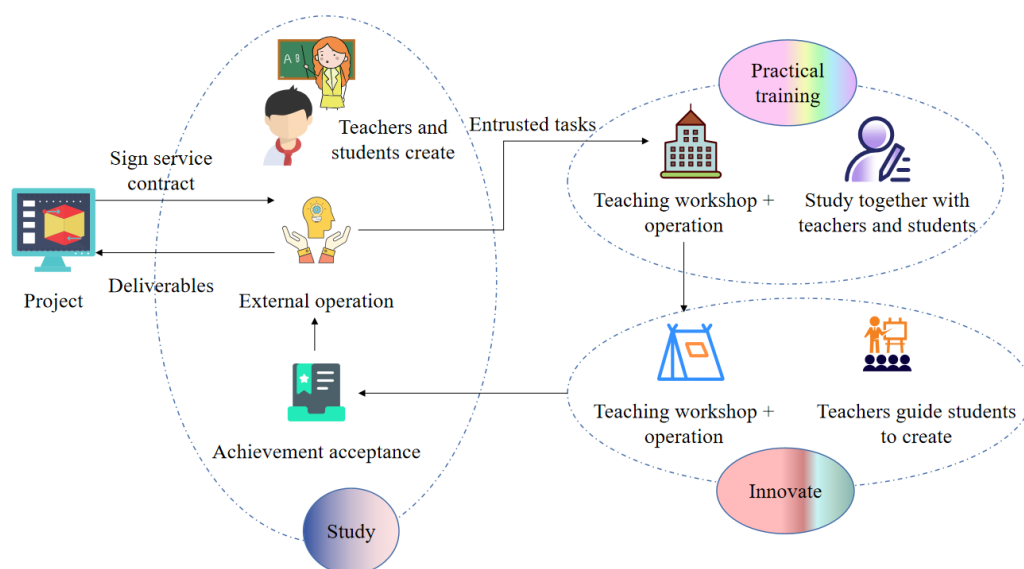 A B
Teachers and
students create
Sign service
contract
Project
Deliverables
External operation
Achievement acceptance
Study
Entrusted tasks
Practical
training
Teaching workshop +
operation
Study together with
teachers and students
Teaching workshop +
operation
Teachers guide students
to create
Innovate